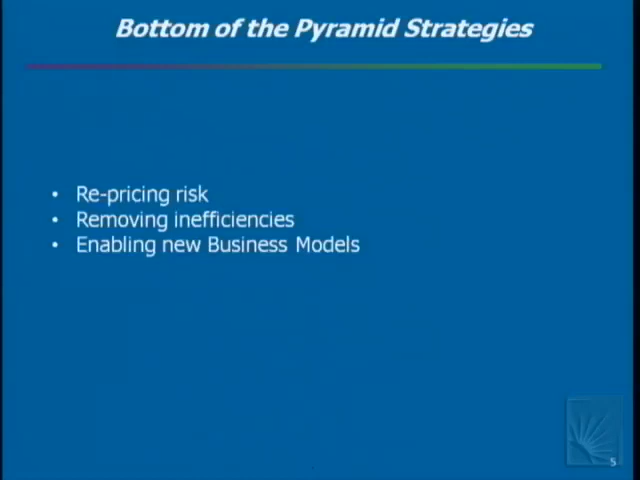 Bottom of the Pyramid Strategies
• Re-pricing risk
• Removing inefficiencies
• Enabling new Business Models
5